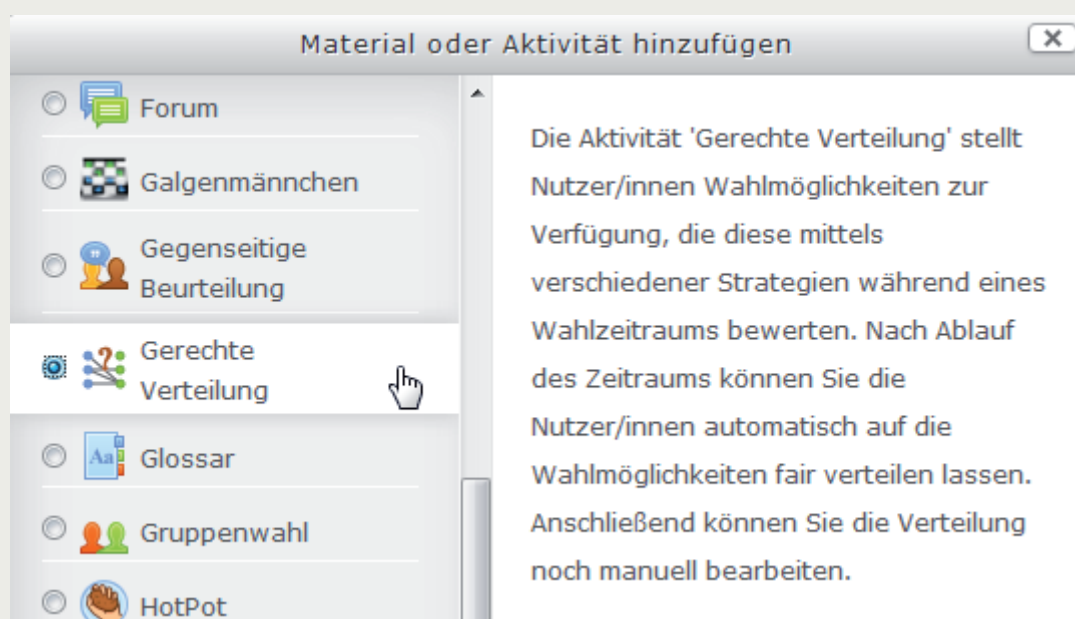 Material oder Aktivität hinzufügen
Forum
Galgenmännchen
Gegenseitige
Beurteilung
Gerechte
Verteilung
Aa
Glossar
Gruppenwahl
HotPot
Die Aktivität 'Gerechte Verteilung' stellt
Nutzer/innen Wahlmöglichkeiten zur
Verfügung, die diese mittels
verschiedener Strategien während eines
Wahlzeitraums bewerten. Nach Ablauf
des Zeitraums können Sie die
Nutzer/innen automatisch auf die
Wahlmöglichkeiten fair verteilen lassen.
Anschließend können Sie die Verteilung
noch manuell bearbeiten.